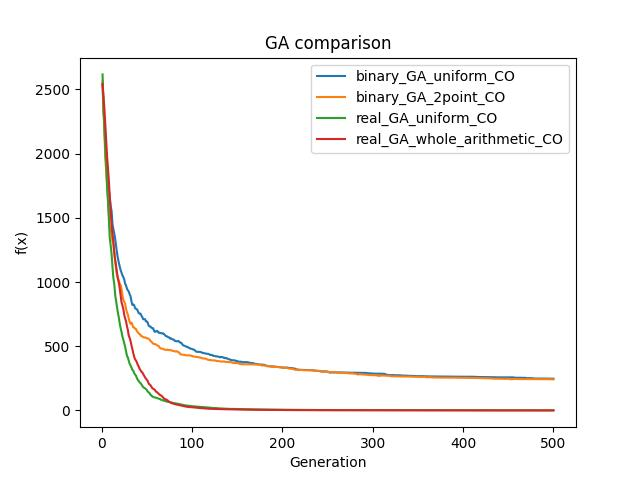 GA comparison
binary_GA_uniform_CO
binary_GA_2point_CO
real_GA_uniform_CO
real_GA_whole_arithmetic_CO
f(x)
2500
2000
1500
1000
500
0
0 100 200 300 400 500
Generation